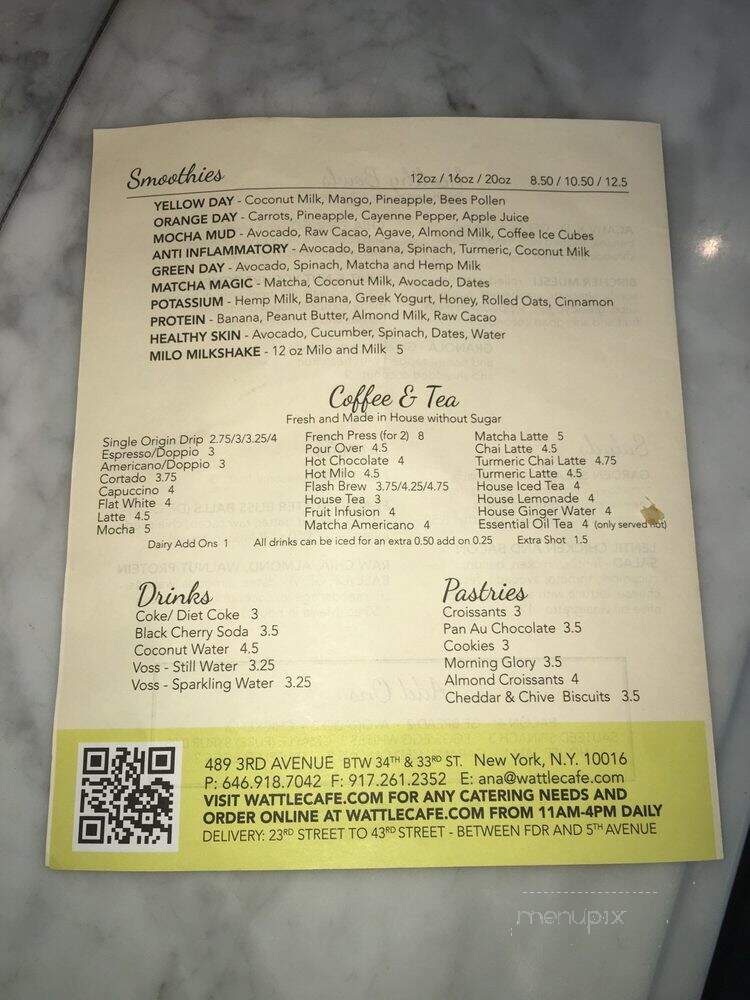 Smoothies 12oz / 16oz / 20oz 8.50 / 10.50 / 12.5
YELLOW DAY - Coconut Milk, Mango, Pineapple, Bees Pollen
ORANGE DAY - Carrots, Pineapple, Cayenne Pepper, Apple Juice
MOCHA MUD - Avocado, Raw Cacao, Agave, Almond Milk, Coffee Ice Cubes
ANTI INFLAMMATORY - Avocado, Banana, Spinach, Turmeric, Coconut Milk
GREEN DAY - Avocado, Spinach, Matcha and Hemp Milk
MATCHA MAGIC - Matcha, Coconut Milk, Avocado, Dates
POTASSIUM - Hemp Milk, Banana, Greek Yogurt, Honey, Rolled Oats, Cinnamon
PROTEIN - Banana, Peanut Butter, Almond Milk, Raw Cacao
HEALTHY SKIN - Avocado, Cucumber, Spinach, Dates, Water
MILO MILKSHAKE - 12 oz Milo and Milk 5
Coffee & Tea
Fresh and Made in House without Sugar
Single Origin Drip 2.75/3/3.25/4
Espresso/Doppio 3
Americano/Doppio 3
Cortado 3.75
Capuccino 4
Flat White 4
Latte 4.5
Mocha 5
French Press (for 2) 8
Pour Over 4.5
Hot Chocolate 4
Hot Milo 4.5
Flash Brew 3.75/4.25/4.75
House Tea 3
Fruit Infusion 4
Matcha Americano 4
Matcha Latte 5
Chai Latte 4.5
Turmeric Chai Latte 4.75
Turmeric Latte 4.5
House Iced Tea 4
House Lemonade 4
House Ginger Water 4
Essential Oil Tea 4 (only served hot)
Dairy Add Ons 1 All drinks can be iced for an extra 0.50 add on 0.25 Extra Shot 1.5
Drinks
Coke/ Diet Coke 3
Black Cherry Soda 3.5
Coconut Water 4.5
Voss - Still Water 3.25
Voss - Sparkling Water 3.25
Pastries
Croissants 3
Pan Au Chocolate 3.5
Cookies 3
Morning Glory 3.5
Almond Croissants 4
Cheddar & Chive Biscuits 3.5
489 3RD AVENUE BTW 34TH & 33RD ST. New York, N.Y. 10016
P: 646.918.7042 F: 917.261.2352 E: ana@wattlecafe.com
VISIT WATTLECAFE.COM FOR ANY CATERING NEEDS AND
ORDER ONLINE AT WATTLECAFE.COM FROM 11AM-4PM DAILY
DELIVERY: 23RD STREET TO 43RD STREET - BETWEEN FDR AND 5TH AVENUE
menupix